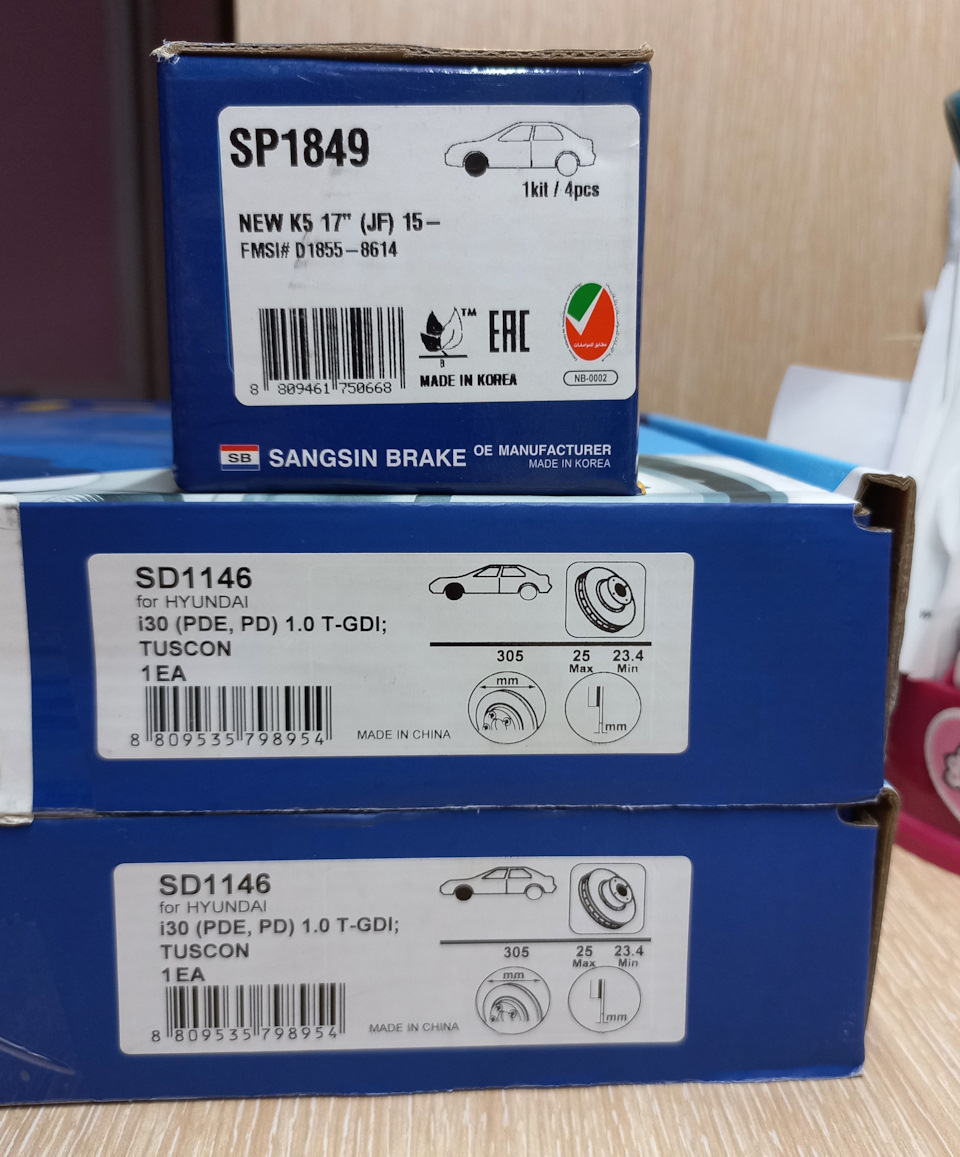 SP1849
1kit / 4pcs
NEW K5 17" (JF) 15-
FMSI# D1855-8614
8 809461 750668
TM
B
EAC
MADE IN KOREA
NB-0002
SB SANGSIN BRAKE OE MANUFACTURER
MADE IN KOREA
SD1146
for HYUNDAI
i30 (PDE, PD) 1.0 T-GDI;
TUSCON
1EA
8 809535 798954
MADE IN CHINA
305 25 23.4
Max Min
mm
mm
SD1146
for HYUNDAI
i30 (PDE, PD) 1.0 T-GDI;
TUSCON
1EA
8 809535 798954
MADE IN CHINA
305 25 23.4
Max Min
mm
mm